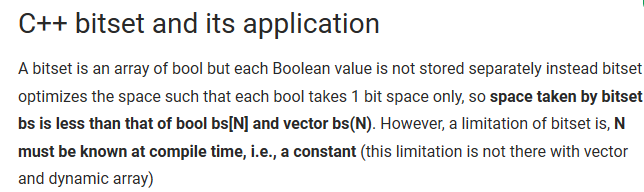 C++ bitset and its application
A bitset is an array of bool but each Boolean value is not stored separately instead bitset
optimizes the space such that each bool takes 1 bit space only, so space taken by bitset
bs is less than that of bool bs[N] and vector bs(N). However, a limitation of bitset is, N
must be known at compile time, i.e., a constant (this limitation is not there with vector
and dynamic array)